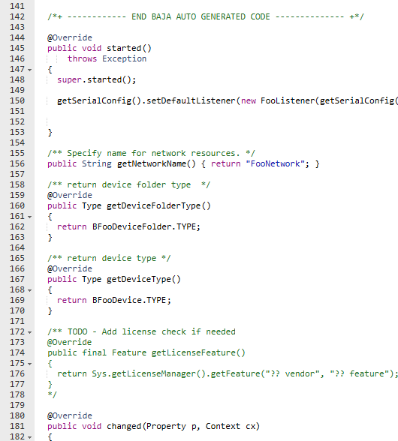 141
142 /*+ ------------ END BAJA AUTO GENERATED CODE -------------- +*/
143
144 @Override
145 public void started()
146 throws Exception
147 {
148 super.started();
149
150 getSerialConfig().setDefaultListener(new FooListener(getSerialConfig(
151
152
153 }
154
155 /** Specify name for network resources. */
156 public String getNetworkName() { return "FooNetwork"; }
157
158 /** return device folder type */
159 @Override
160 public Type getDeviceFolderType()
161 {
162 return BFooDeviceFolder.TYPE;
163 }
164
165 /** return device type */
166 @Override
167 public Type getDeviceType()
168 {
169 return BFooDevice.TYPE;
170 }
171
172 /** TODO - Add license check if needed
173 @Override
174 public final Feature getLicenseFeature()
175 {
176 return Sys.getLicenseManager().getFeature("?? vendor", "?? feature");
177 }
178 */
179
180 @Override
181 public void changed(Property p, Context cx)
182 {